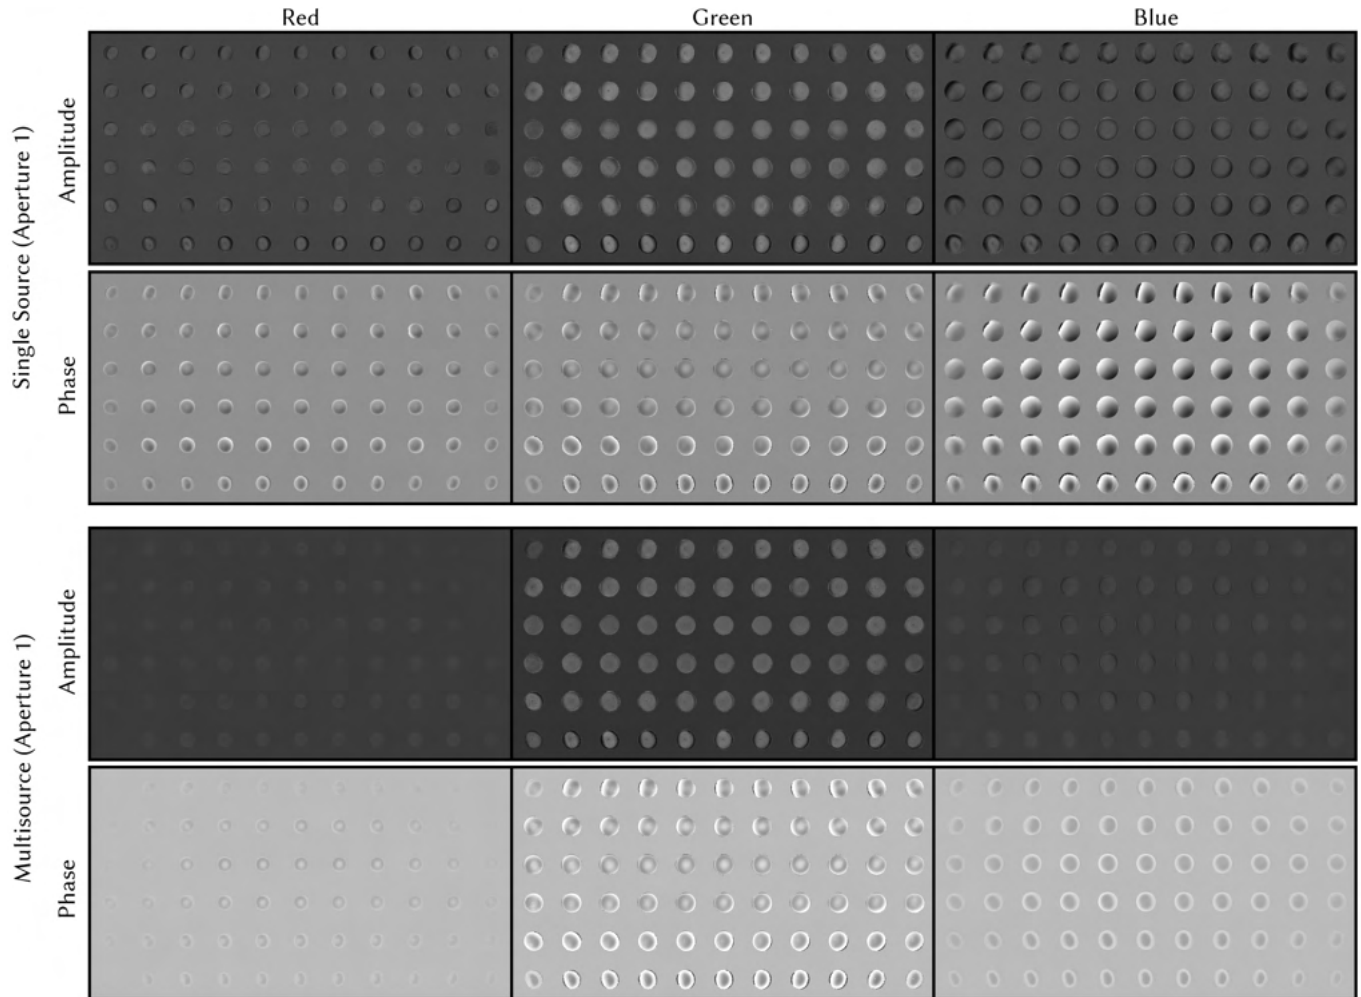 Red Green Blue
Single Source (Aperture 1)
Amplitude
Phase
Multisource (Aperture 1)
Amplitude
Phase